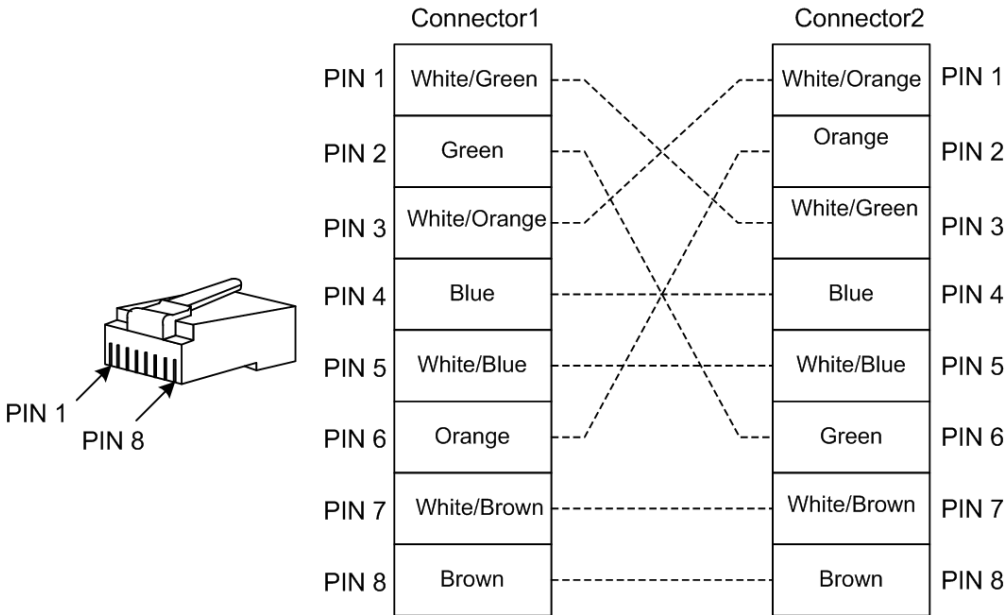 Connector1 Connector2
PIN 1 White/Green White/Orange PIN 1
PIN 2 Green Orange PIN 2
PIN 3 White/Orange White/Green PIN 3
PIN 4 Blue Blue PIN 4
PIN 5 White/Blue White/Blue PIN 5
PIN 6 Orange Green PIN 6
PIN 7 White/Brown White/Brown PIN 7
PIN 8 Brown Brown PIN 8
PIN 1
PIN 8